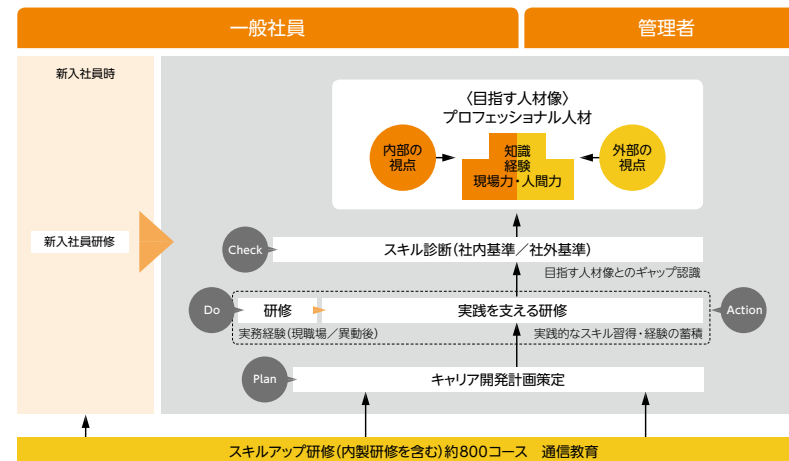 一般社員
管理者
新入社員時
〈目指す人材像〉
プロフェッショナル人材
内部の
視点
知識
経験
現場力・人間力
外部の
視点
新入社員研修
Check
スキル診断（社内基準／社外基準）
目指す人材像とのギャップ認識
Do
研修
実践を支える研修
Action
実務経験（現職場／異動後）
実践的なスキル習得・経験の蓄積
Plan
キャリア開発計画策定
スキルアップ研修（内製研修を含む）約800コース　通信教育